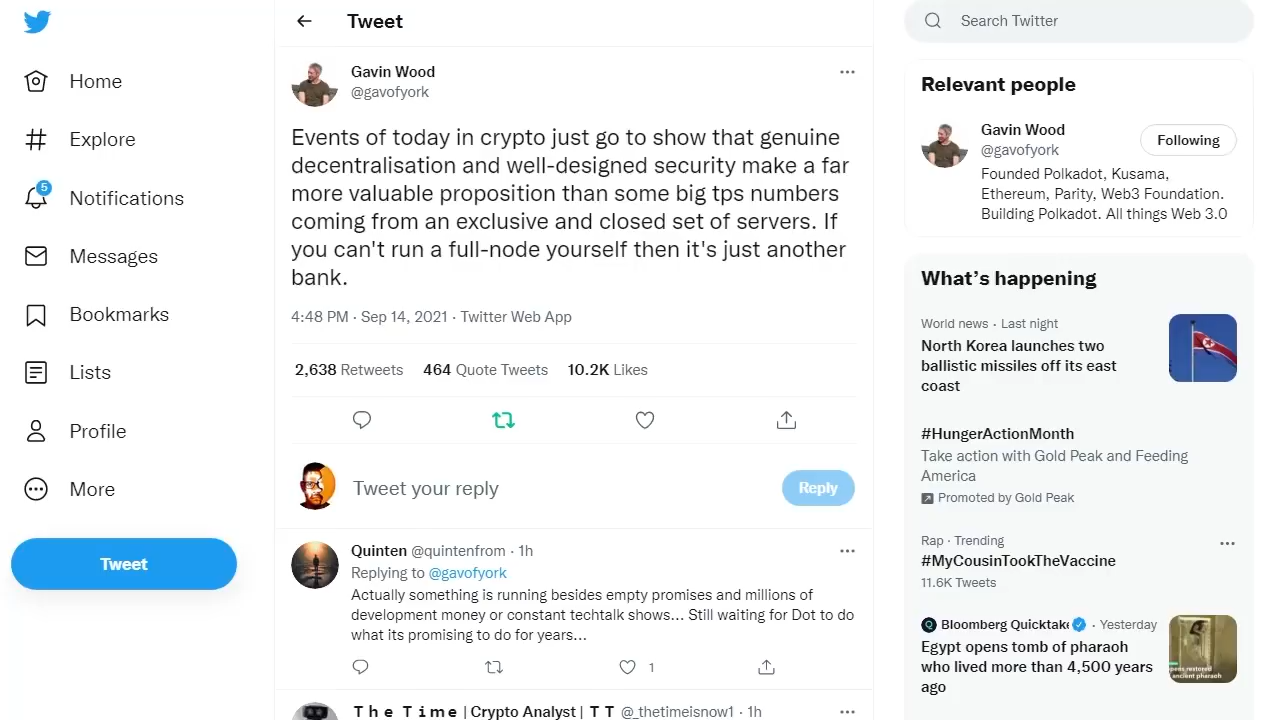 Home
Explore
5
Notifications
Messages
Bookmarks
Lists
Profile
More
Tweet
Tweet
Gavin Wood
@gavofyork
Events of today in crypto just go to show that genuine
decentralisation and well-designed security make a far
more valuable proposition than some big tps numbers
coming from an exclusive and closed set of servers. If
you can't run a full-node yourself then it's just another
bank.
4:48 PM · Sep 14, 2021 · Twitter Web App
2,638 Retweets 464 Quote Tweets 10.2K Likes
Tweet your reply
Reply
Quinten @quintenfrom · 1h
Replying to @gavofyork
Actually something is running besides empty promises and millions of
development money or constant techtalk shows... Still waiting for Dot to do
what its promising to do for years...
1
The Time | Crypto Analyst | TT @_thetimeisnow1 · 1h
Search Twitter
Relevant people
Gavin Wood
@gavofyork
Following
Founded Polkadot, Kusama,
Ethereum, Parity, Web3 Foundation.
Building Polkadot. All things Web 3.0
What's happening
World news · Last night
North Korea launches two
ballistic missiles off its east
coast
#HungerActionMonth
Take action with Gold Peak and Feeding
America
Promoted by Gold Peak
Rap · Trending
#MyCousinTookTheVaccine
11.6K Tweets
Bloomberg Quicktake · Yesterday
Egypt opens tomb of pharaoh
who lived more than 4,500 years
ago
ancient pharaoh